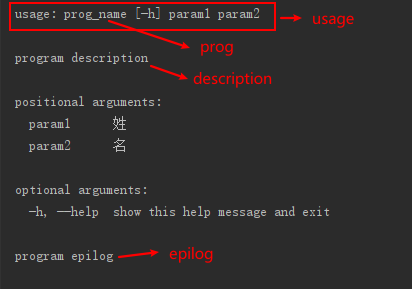 usage: prog_name [-h] param1 param2
usage
prog
program description
description
positional arguments:
param1 姓
param2 名
optional arguments:
-h, --help show this help message and exit
program epilog
epilog